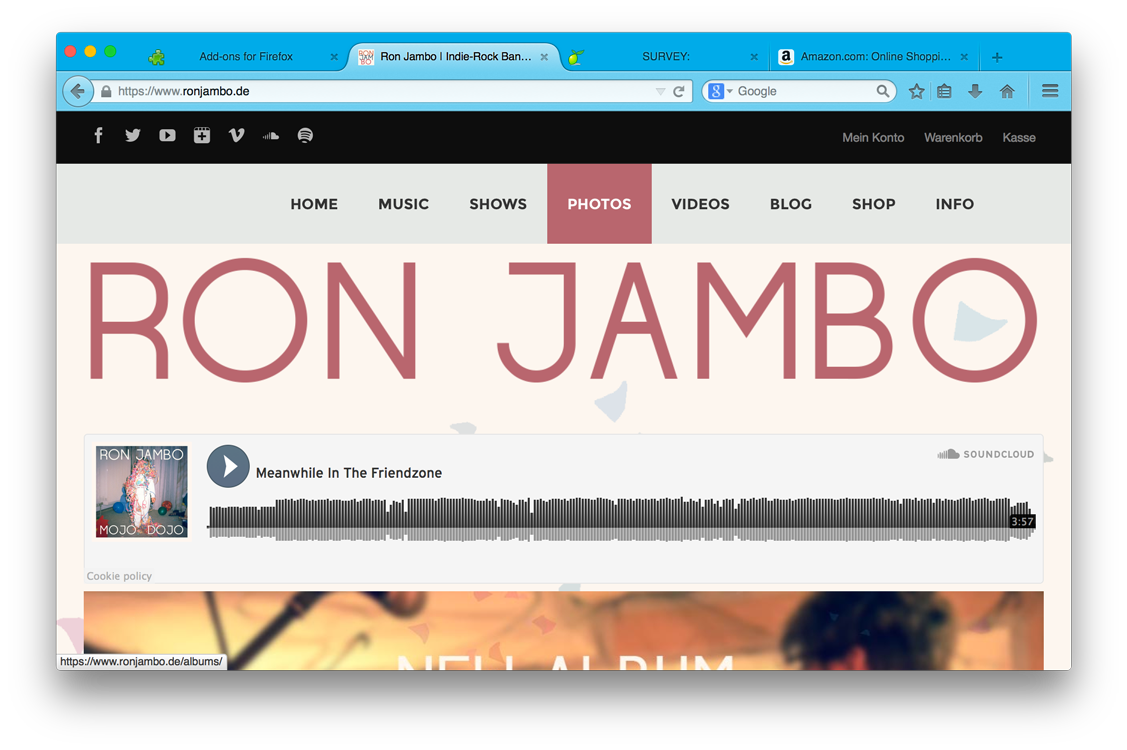 Add-ons for Firefox
Ron Jambo | Indie-Rock Ban...
SURVEY:
Amazon.com: Online Shoppi...
https://www.ronjambo.de
Google
Mein Konto Warenkorb Kasse
HOME MUSIC SHOWS PHOTOS VIDEOS BLOG SHOP INFO
RON JAMBO
RON JAMBO
MOJO DOJO
Meanwhile In The Friendzone
SOUNDCLOUD
3:57
Cookie policy
ALBUM
https://www.ronjambo.de/albums/